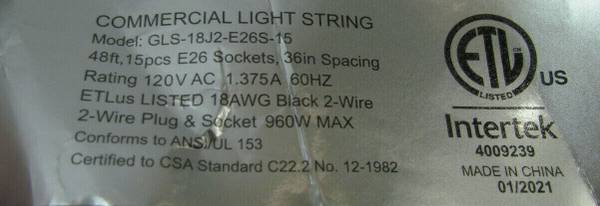 COMMERCIAL LIGHT STRING
Model: GLS-18J2-E26S-15
48ft,15pcs E26 Sockets, 36in Spacing
Rating 120V AC 1.375A 60HZ
ETLus LISTED 18AWG Black 2-Wire
2-Wire Plug & Socket 960W MAX
Conforms to ANSI/UL 153
Certified to CSA Standard C22.2 No. 12-1982
ETL
LISTED
US
Intertek
4009239
MADE IN CHINA
01/2021